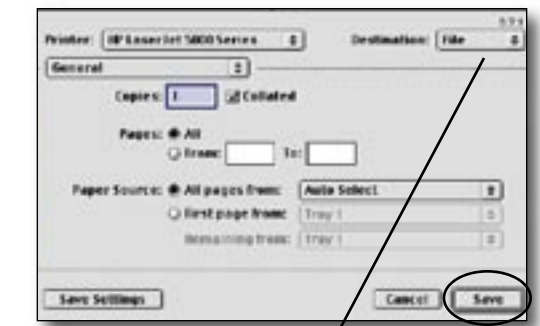 Printer: HP LaserJet 5000 Series Destination: File
General
Copies: 1 Collated
Pages: All
From: To:
Paper Source: All pages from: Auto Select
First page from: Tray 1
Remaining from: Tray 1
Save Settings Cancel Save